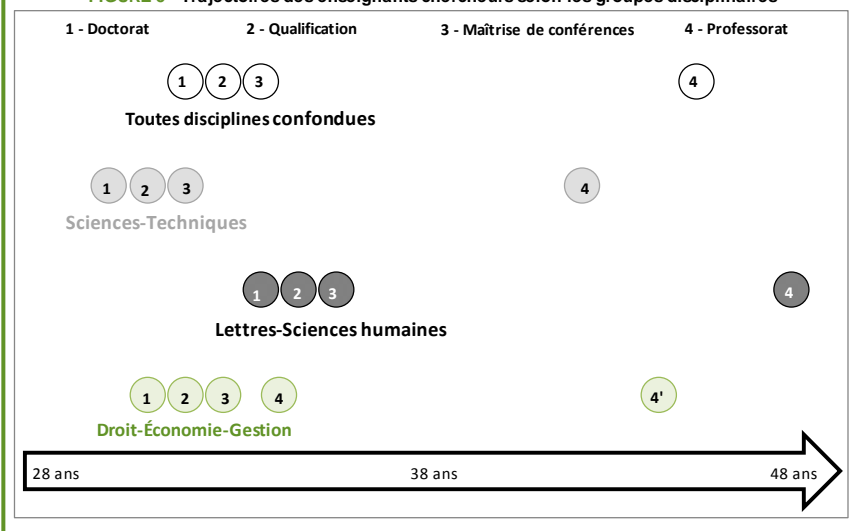 1 - Doctorat 2 - Qualification 3 - Maîtrise de conférences 4 - Professorat
1 2 3 4
Toutes disciplines confondues
1 2 3 4
Sciences-Techniques
1 2 3 4
Lettres-Sciences humaines
1 2 3 4 4'
Droit-Économie-Gestion
28 ans 38 ans 48 ans